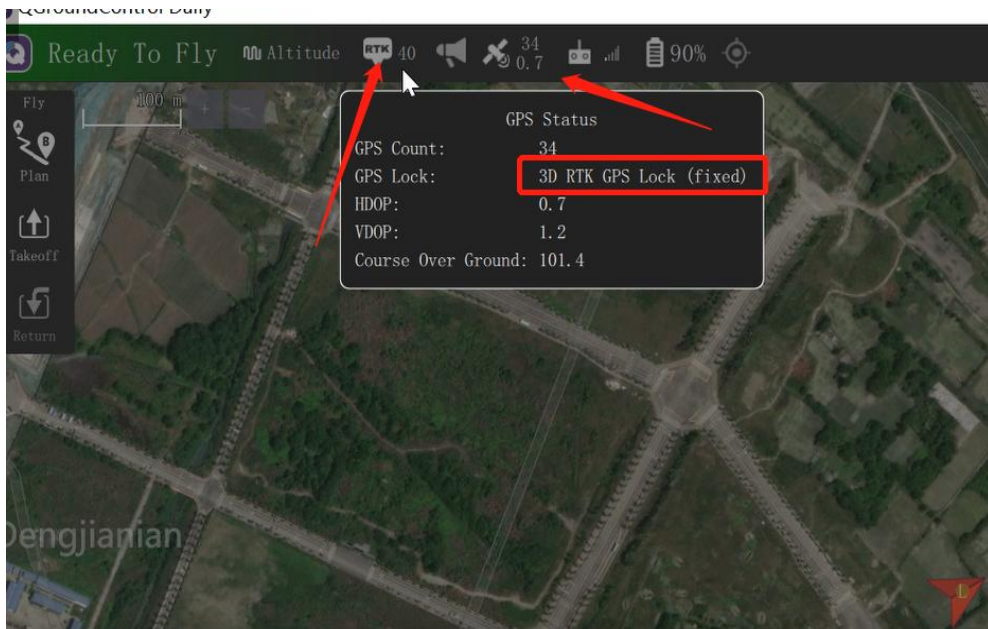 QGroundControl Daily
Ready To Fly Altitude RTK 40 34 0.7 90%
Fly
100 m
Plan
Takeoff
Return
GPS Status
GPS Count: 34
GPS Lock: 3D RTK GPS Lock (fixed)
HDOP: 0.7
VDOP: 1.2
Course Over Ground: 101.4
Dengjianian
L